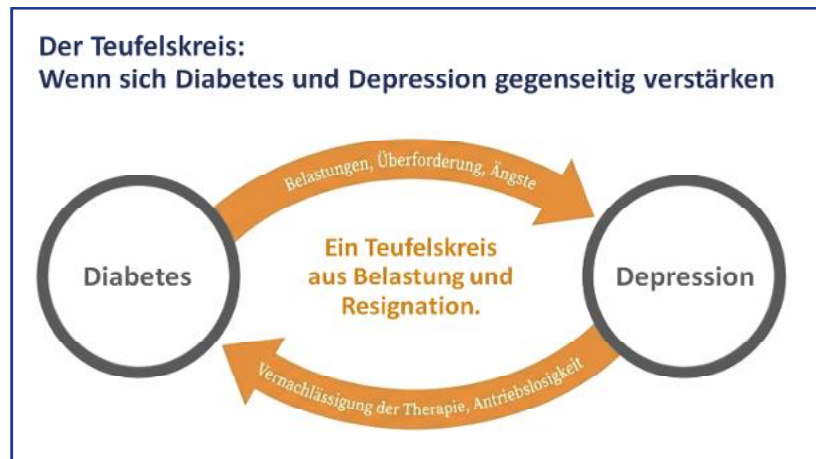 Der Teufelskreis:
Wenn sich Diabetes und Depression gegenseitig verstärken
Belastungen, Überforderung, Ängste
Diabetes
Ein Teufelskreis
aus Belastung und
Resignation.
Depression
Vernachlässigung der Therapie, Antriebslosigkeit